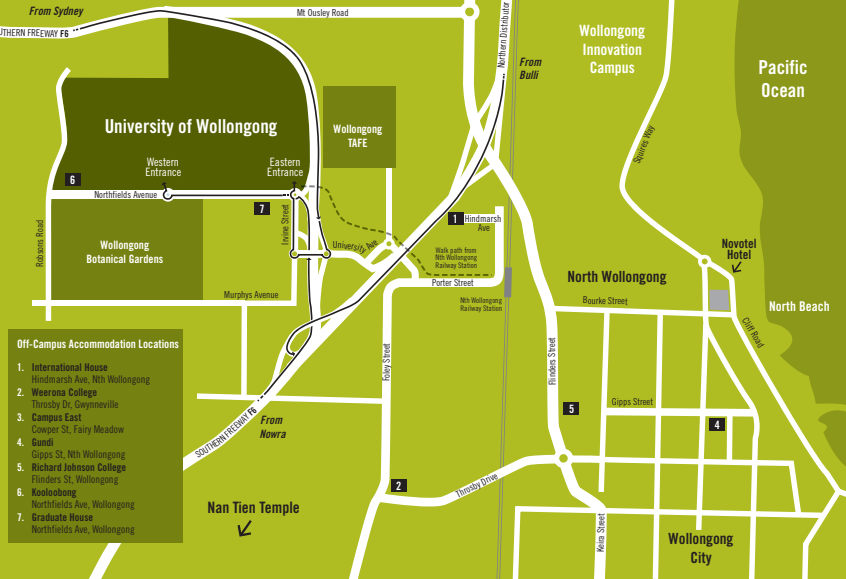 From Sydney
Mt Ousley Road
THERN FREEWAY F6
Northern Distributor
From
Bulli
Wollongong
Innovation
Campus
Pacific
Ocean
University of Wollongong
Wollongong
TAFE
Squires Way
Western
Entrance
Eastern
Entrance
6
Northfields Avenue
7
Irvine Street
Robsons Road
Wollongong
Botanical Gardens
University Ave
1
Hindmarsh
Ave
Walk path from
Nth Wollongong
Railway Station
Porter Street
Murphys Avenue
Nth Wollongong
Railway Station
North Wollongong
Novotel
Hotel
Bourke Street
North Beach
Cliff Road
Foley Street
Flinders Street
Gipps Street
5
4
From
Nowra
SOUTHERN FREEWAY F6
2
Throsby Drive
Keira Street
Nan Tien Temple
Wollongong
City
Off-Campus Accommodation Locations
1. International House
Hindmarsh Ave, Nth Wollongong
2. Weerona College
Throsby Dr, Gwynneville
3. Campus East
Cowper St, Fairy Meadow
4. Gundi
Gipps St, Nth Wollongong
5. Richard Johnson College
Flinders St, Wollongong
6. Kooloobong
Northfields Ave, Wollongong
7. Graduate House
Northfields Ave, Wollongong